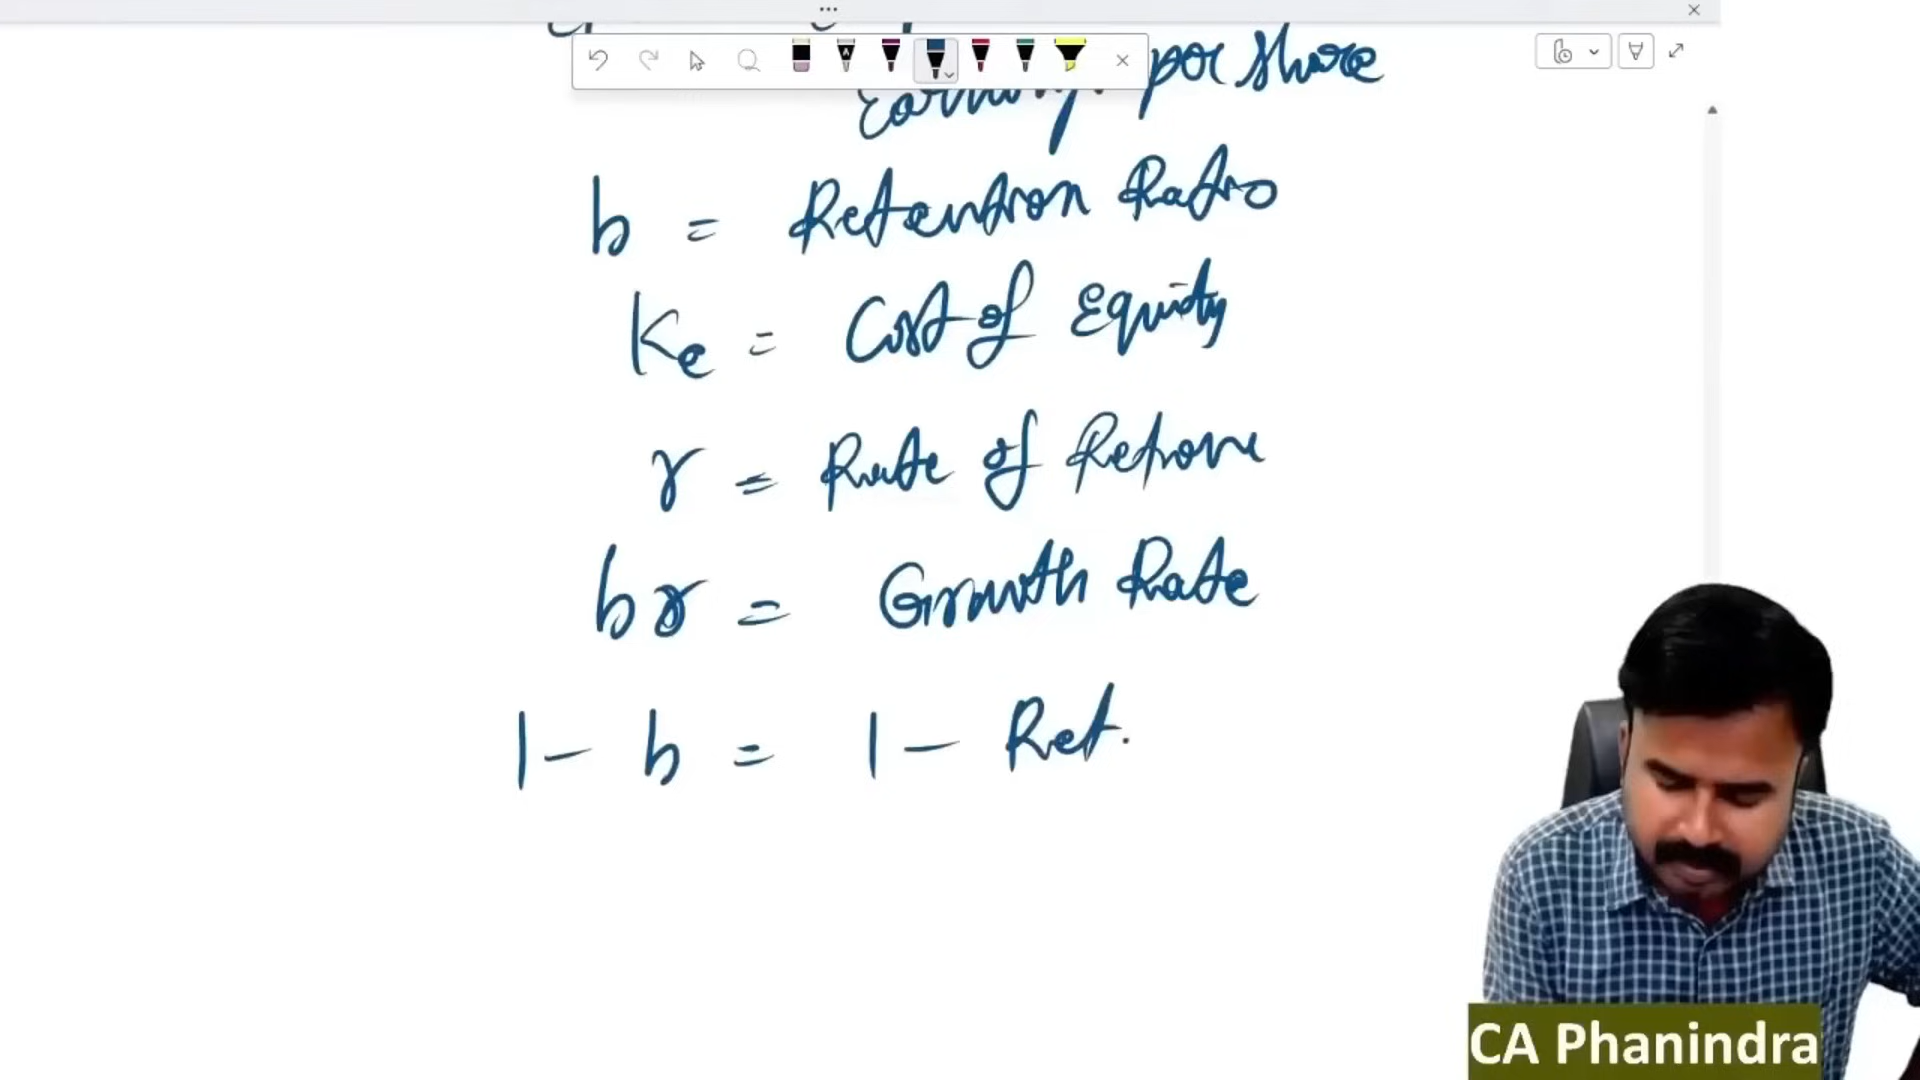 Earnings per share
b = Retention Ratio
Ke = Cost of Equity
r = Rate of Return
br = Growth Rate
1 - b = 1 - Ret.
CA Phanindra